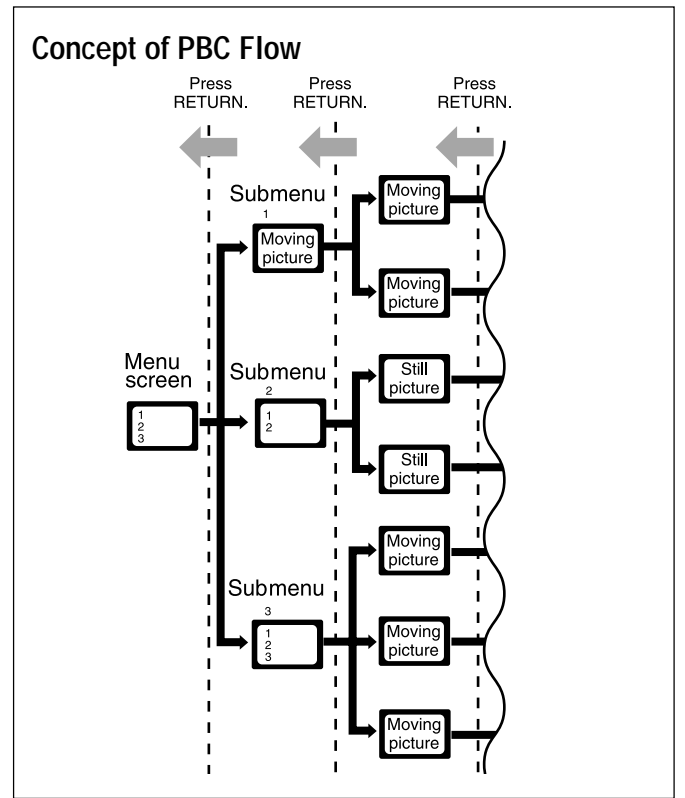 Concept of PBC Flow
Press
RETURN.
Press
RETURN.
Press
RETURN.
Submenu
1
Moving
picture
Moving
picture
Moving
picture
Menu
screen
1
2
3
Submenu
2
1
2
Still
picture
Still
picture
Submenu
3
1
2
3
Moving
picture
Moving
picture
Moving
picture